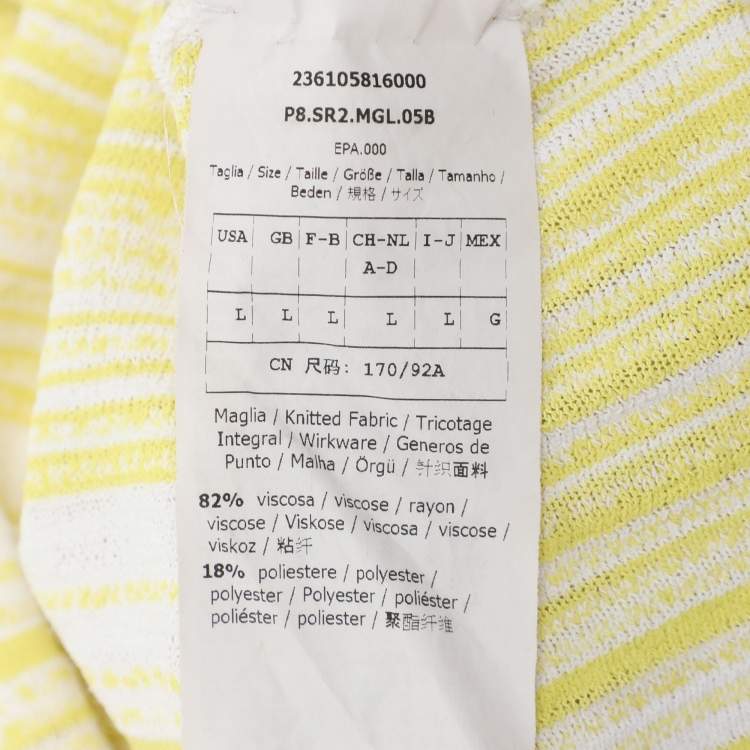 236105816000
P8.SR2.MGL.05B
EPA.000
Taglia / Size / Taille / Größe / Talla / Tamanho /
Beden / 規格 / サイズ
USA GB F-B CH-NL I-J MEX
A-D
L L L L L G
CN 尺码: 170/92A
Maglia / Knitted Fabric / Tricotage
Integral / Wirkware / Generos de
Punto / Malha / Örgü / 针织面料
82% viscosa / viscose / rayon /
viscose / Viskose / viscosa / viscose /
viskoz / 粘纤
18% poliestere / polyester /
polyester / Polyester / poliéster /
poliéster / poliester / 聚酯纤维